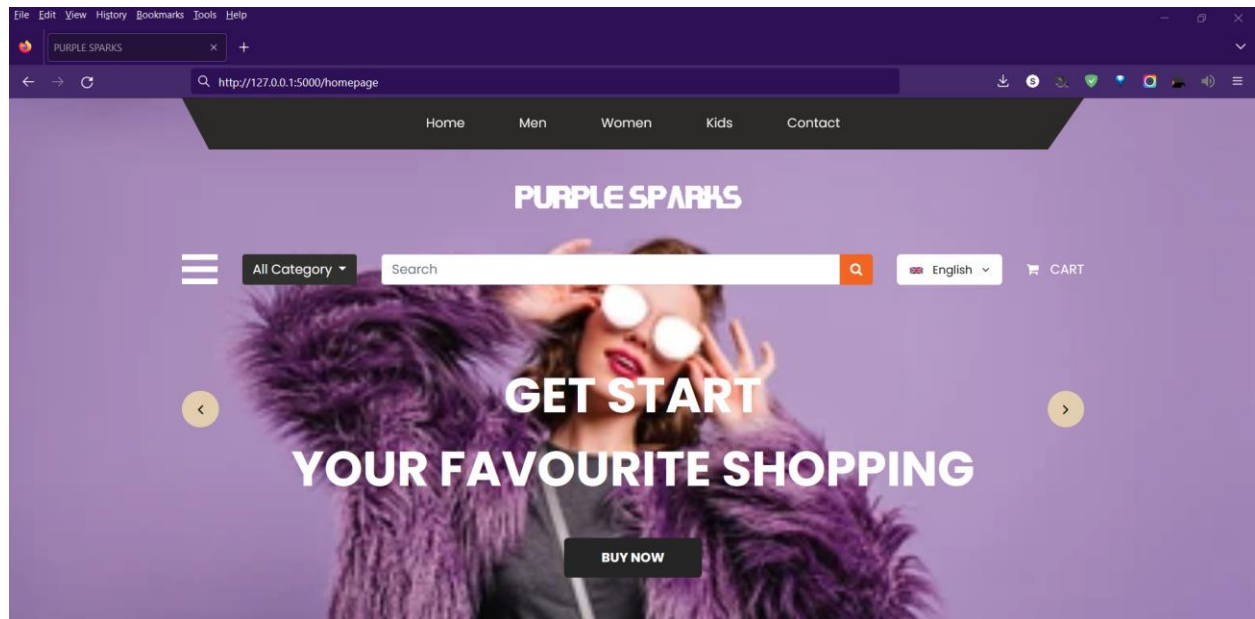 File Edit View History Bookmarks Tools Help
PURPLE SPARKS
http://127.0.0.1:5000/homepage
S
Home Men Women Kids Contact
PURPLE SPARKS
All Category Search English CART
GET START
YOUR FAVOURITE SHOPPING
BUY NOW